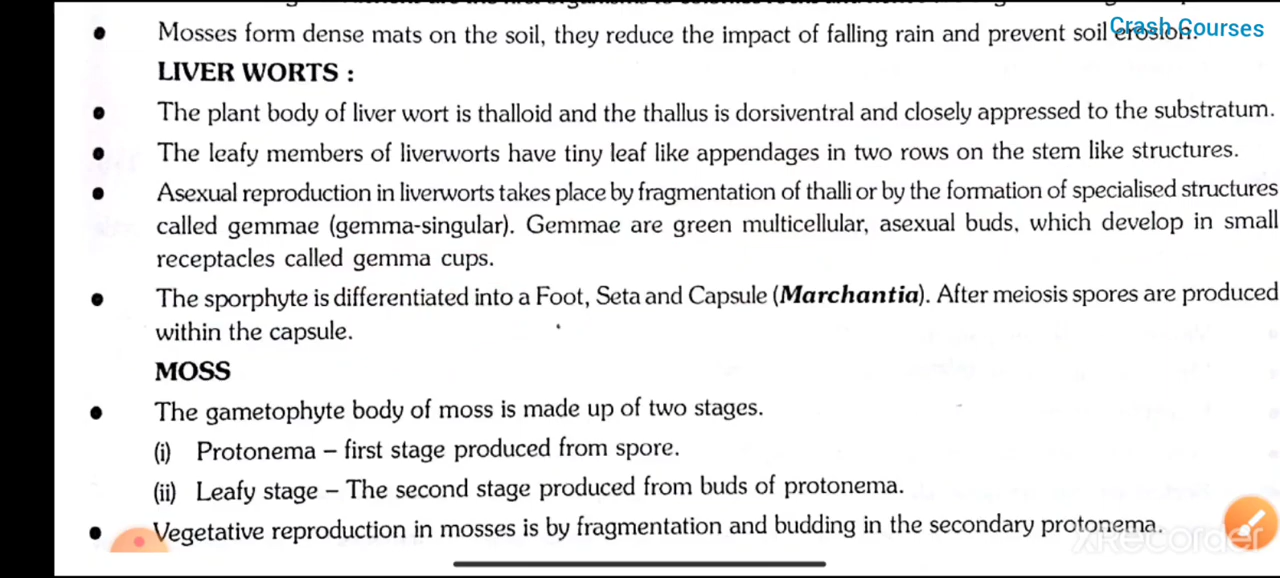 Mosses form dense mats on the soil, they reduce the impact of falling rain and prevent soil erosion.
Crash Courses
LIVER WORTS :
The plant body of liver wort is thalloid and the thallus is dorsiventral and closely appressed to the substratum.
The leafy members of liverworts have tiny leaf like appendages in two rows on the stem like structures.
Asexual reproduction in liverworts takes place by fragmentation of thalli or by the formation of specialised structures
called gemmae (gemma-singular). Gemmae are green multicellular, asexual buds, which develop in small
receptacles called gemma cups.
The sporphyte is differentiated into a Foot, Seta and Capsule (Marchantia). After meiosis spores are produced
within the capsule.
MOSS
The gametophyte body of moss is made up of two stages.
(i) Protonema – first stage produced from spore.
(ii) Leafy stage – The second stage produced from buds of protonema.
Vegetative reproduction in mosses is by fragmentation and budding in the secondary protonema.
XRecorder